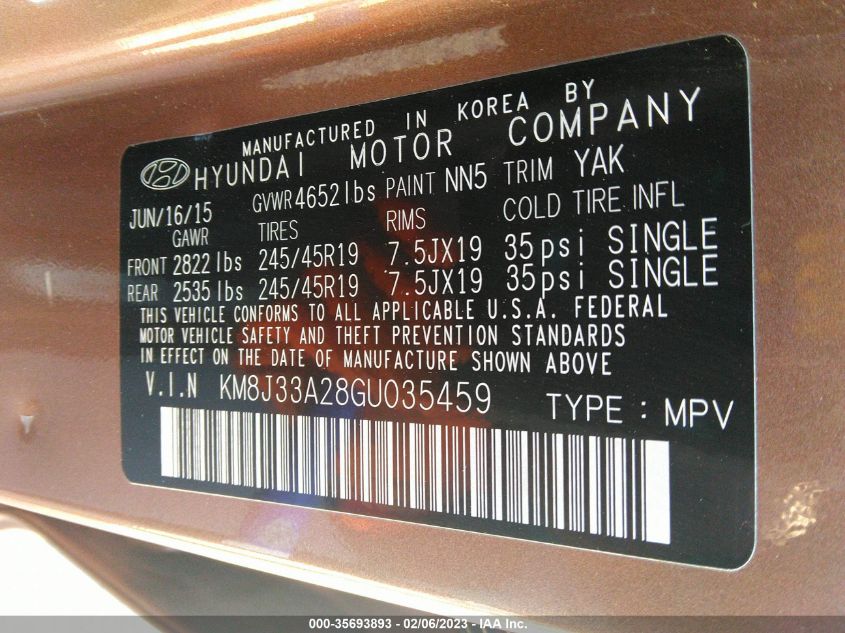 MANUFACTURED IN KOREA BY
HYUNDAI MOTOR COMPANY
JUN/16/15 GVWR 4652 lbs PAINT NN5 TRIM YAK
GAWR TIRES RIMS COLD TIRE INFL
FRONT 2822 lbs 245/45R19 7.5JX19 35psi SINGLE
REAR 2535 lbs 245/45R19 7.5JX19 35psi SINGLE
THIS VEHICLE CONFORMS TO ALL APPLICABLE U.S.A. FEDERAL
MOTOR VEHICLE SAFETY AND THEFT PREVENTION STANDARDS
IN EFFECT ON THE DATE OF MANUFACTURE SHOWN ABOVE
V.I.N KM8J33A28GU035459 TYPE : MPV
000-35693893 - 02/06/2023 - IAA Inc.